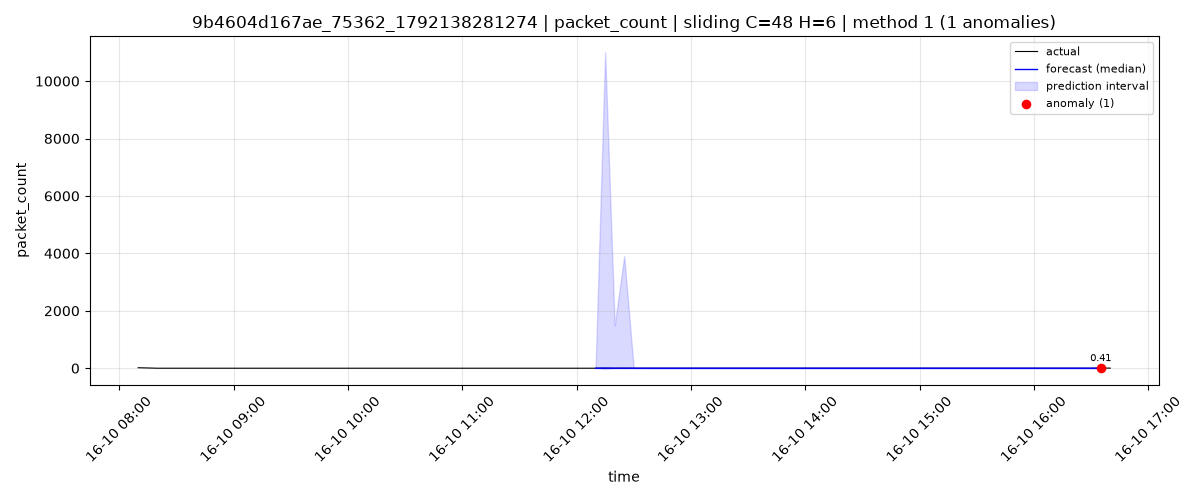 9b4604d167ae_75362_1792138281274 | packet_count | sliding C=48 H=6 | method 1 (1 anomalies)
actual
forecast (median)
prediction interval
anomaly (1)
packet_count
10000
8000
6000
4000
2000
0
0.41
16-10 08:00
16-10 09:00
16-10 10:00
16-10 11:00
16-10 12:00
16-10 13:00
16-10 14:00
16-10 15:00
16-10 16:00
16-10 17:00
time